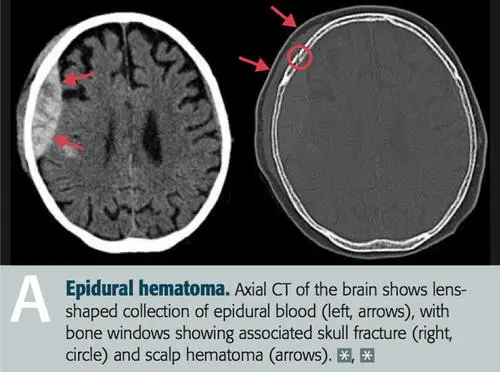 A
Epidural hematoma. Axial CT of the brain shows lens-
shaped collection of epidural blood (left, arrows), with
bone windows showing associated skull fracture (right,
circle) and scalp hematoma (arrows). ✱, ✱